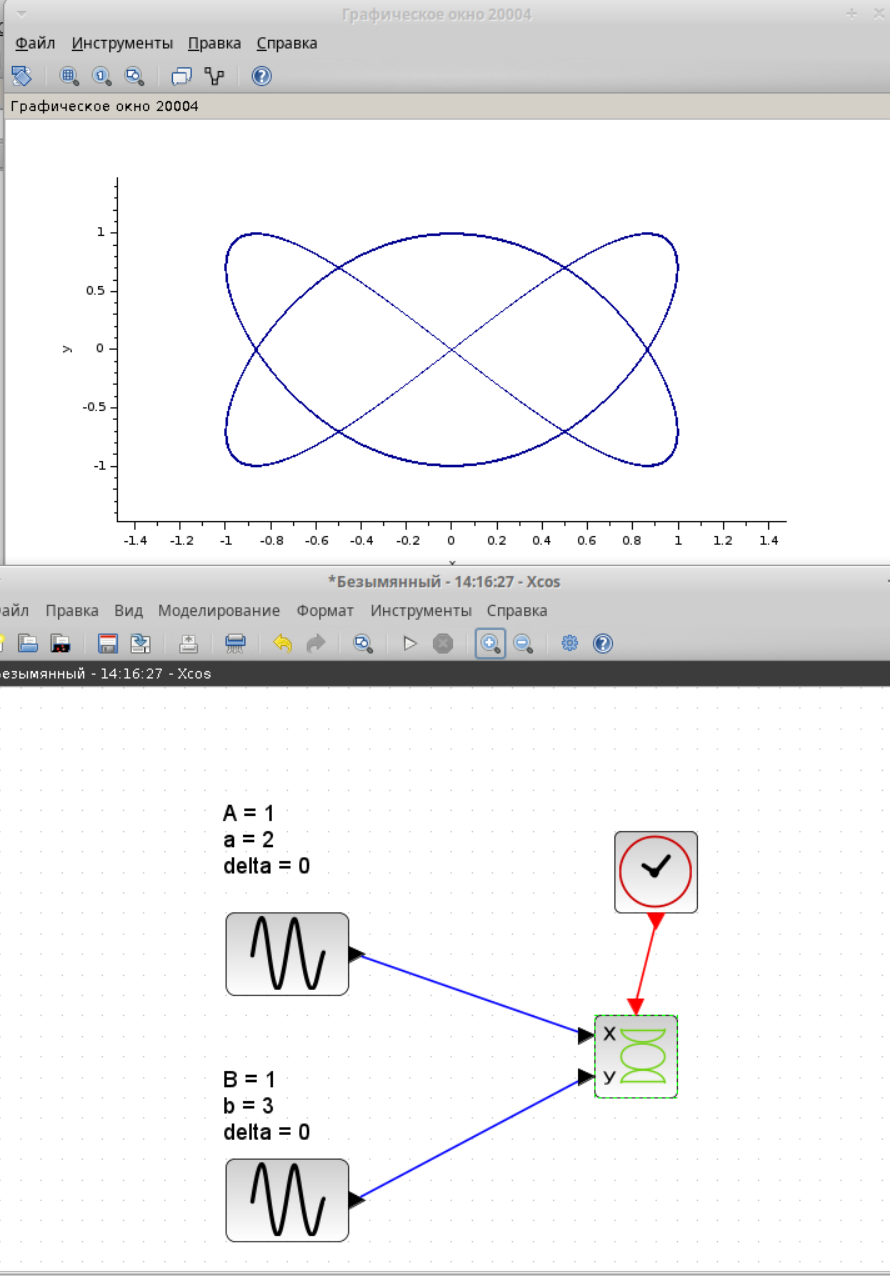 Графическое окно 20004
Файл Инструменты Правка Справка
Графическое окно 20004
1
0.5
0
-0.5
-1
y
-1.4 -1.2 -1 -0.8 -0.6 -0.4 -0.2 0 0.2 0.4 0.6 0.8 1 1.2 1.4
x
*Безымянный - 14:16:27 - Xcos
айл Правка Вид Моделирование Формат Инструменты Справка
езымянный - 14:16:27 - Xcos
A = 1
a = 2
delta = 0
X
y
B = 1
b = 3
delta = 0